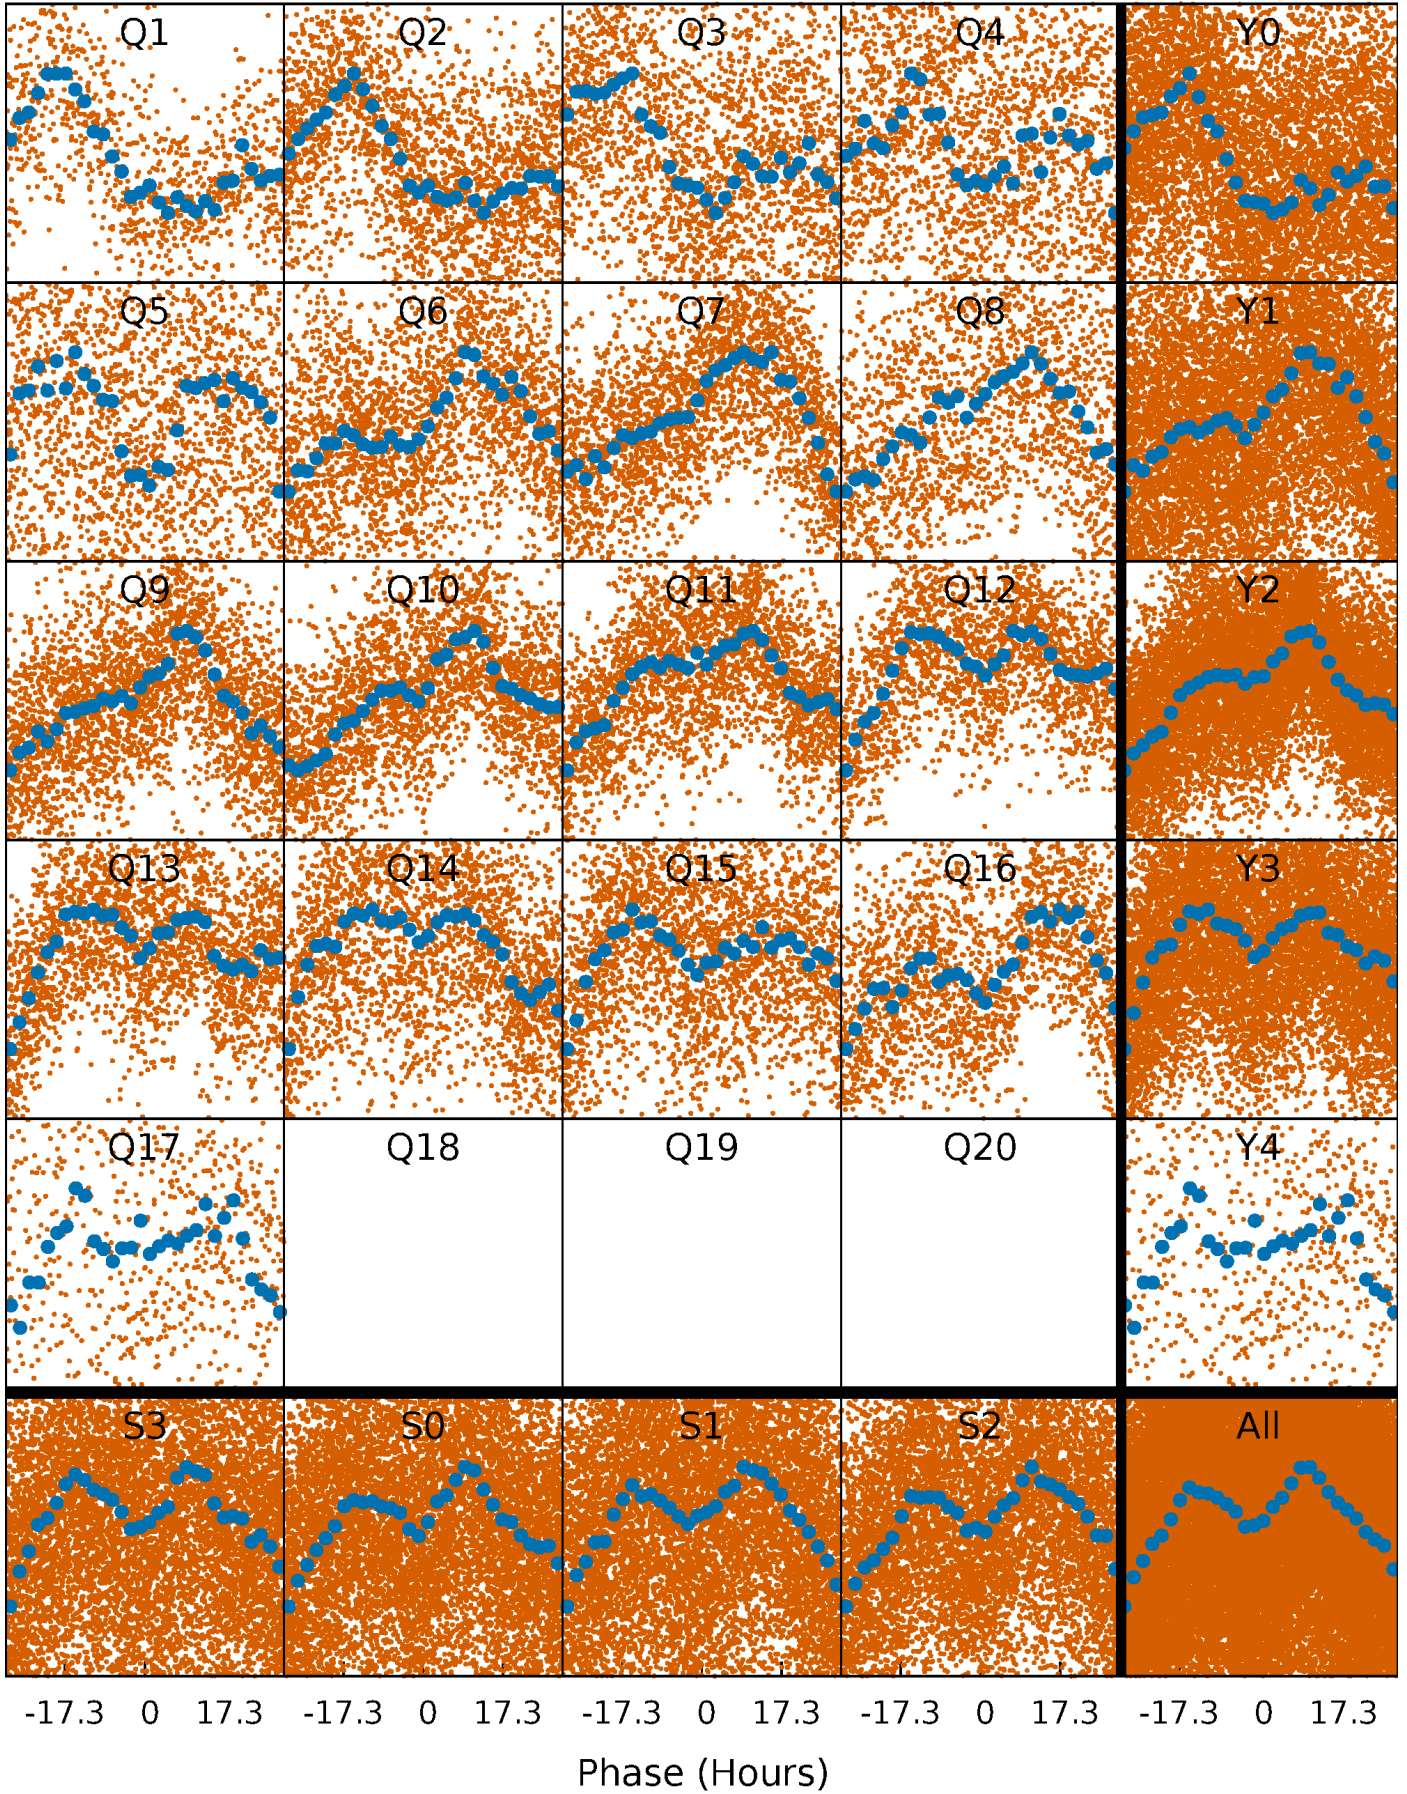 Q1 Q2 Q3 Q4 Y0
Q5 Q6 Q7 Q8 Y1
Q9 Q10 Q11 Q12 Y2
Q13 Q14 Q15 Q16 Y3
Q17 Q18 Q19 Q20 Y4
S3 S0 S1 S2 All
-17.3 0 17.3 -17.3 0 17.3 -17.3 0 17.3 -17.3 0 17.3 -17.3 0 17.3
Phase (Hours)